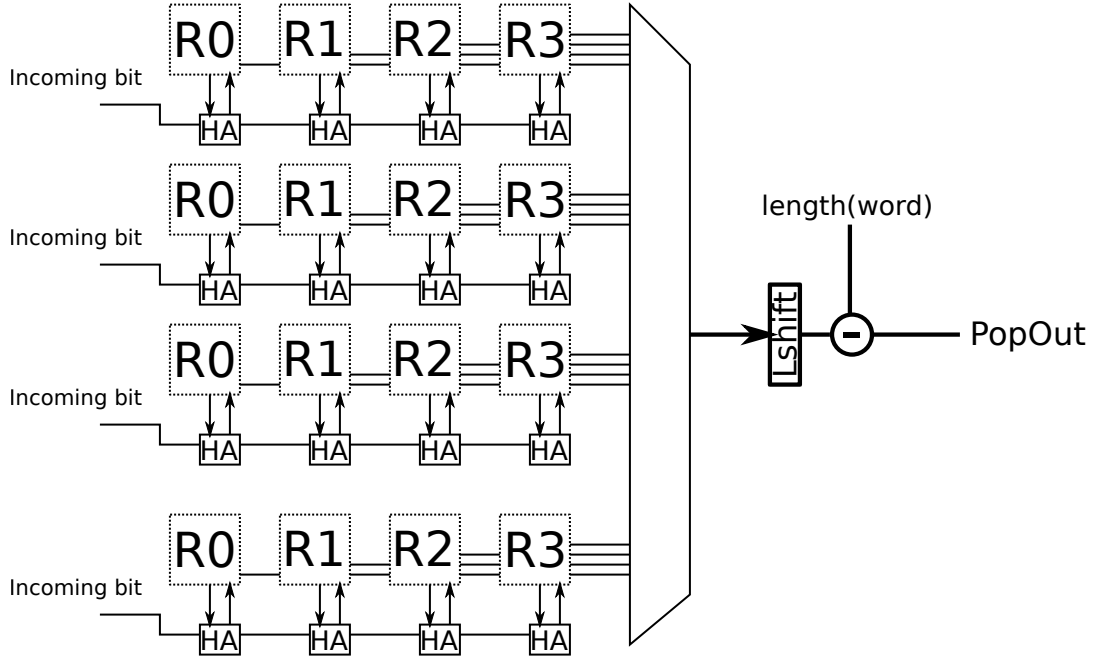 R0 R1 R2 R3
Incoming bit
HA HA HA HA
R0 R1 R2 R3
Incoming bit
HA HA HA HA
R0 R1 R2 R3
Incoming bit
HA HA HA HA
R0 R1 R2 R3
Incoming bit
HA HA HA HA
length(word)
Lshift
-
PopOut